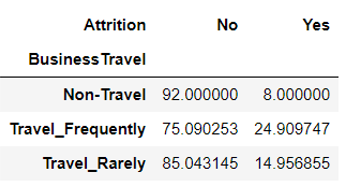 Attrition No Yes
BusinessTravel
Non-Travel 92.000000 8.000000
Travel_Frequently 75.090253 24.909747
Travel_Rarely 85.043145 14.956855